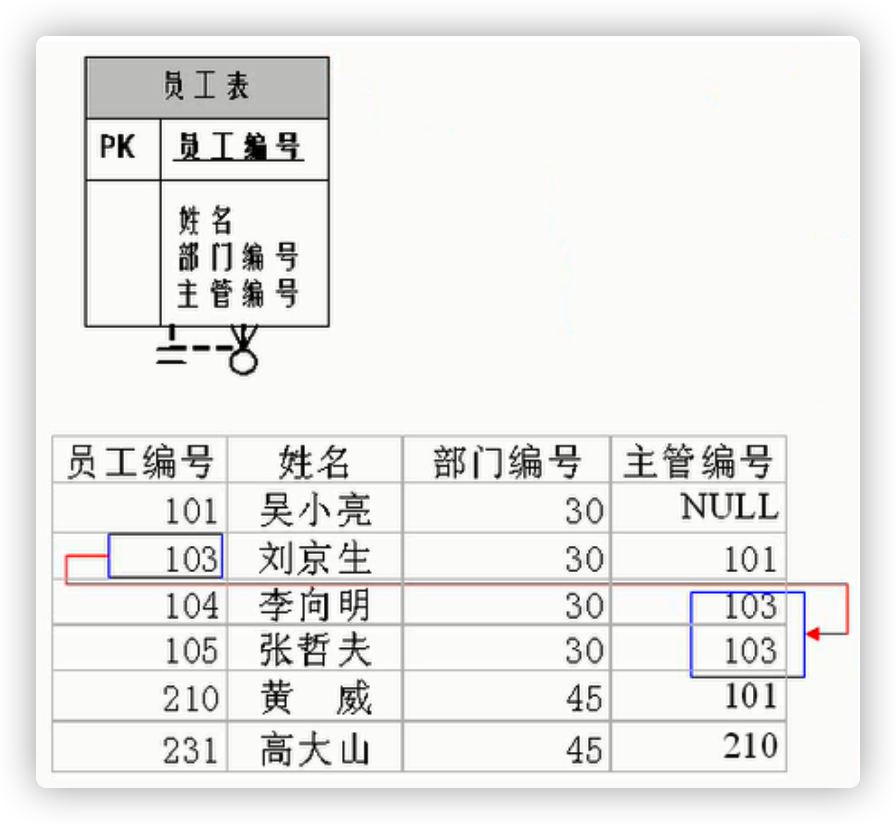 员工表
PK 员工编号
姓名
部门编号
主管编号
员工编号 姓名 部门编号 主管编号
101 吴小亮 30 NULL
103 刘京生 30 101
104 李向明 30 103
105 张哲夫 30 103
210 黄 威 45 101
231 高大山 45 210